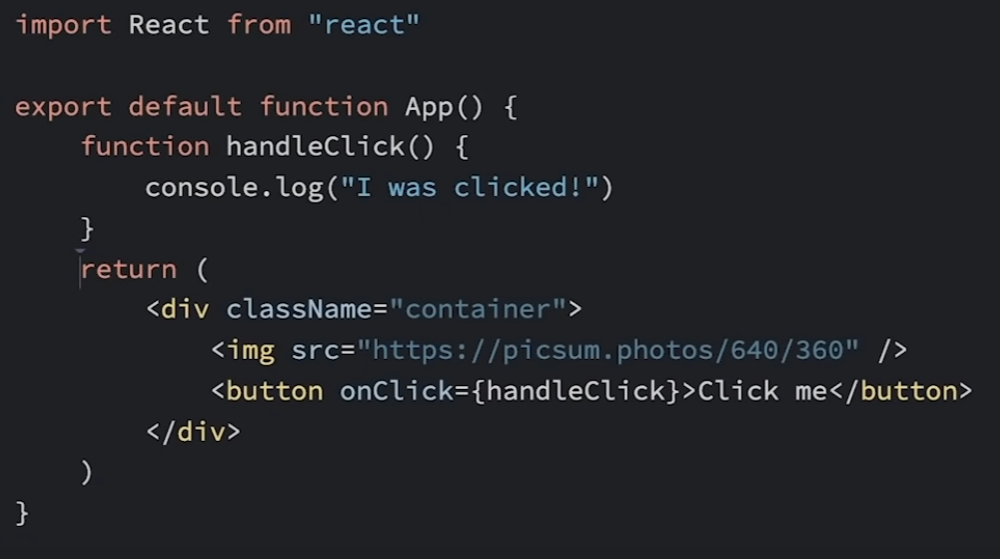 import React from "react"
export default function App() {
function handleClick() {
console.log("I was clicked!")
}
return (
<div className="container">
<img src="https://picsum.photos/640/360" />
<button onClick={handleClick}>Click me</button>
</div>
)
}